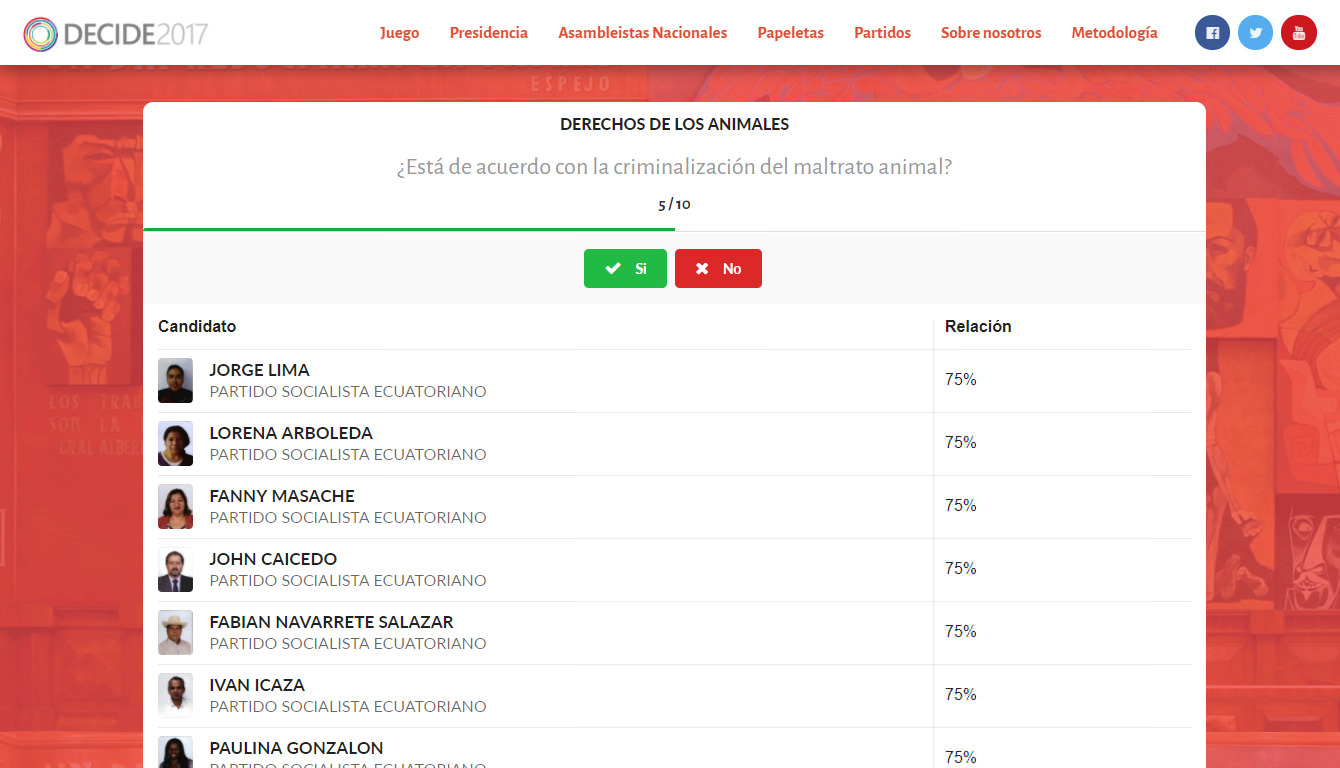 DECIDE2017
Juego Presidencia Asambleistas Nacionales Papeletas Partidos Sobre nosotros Metodología
ESPEJO
DERECHOS DE LOS ANIMALES
¿Está de acuerdo con la criminalización del maltrato animal?
5 / 10
Si No
Candidato Relación
JORGE LIMA
PARTIDO SOCIALISTA ECUATORIANO
75%
LORENA ARBOLEDA
PARTIDO SOCIALISTA ECUATORIANO
75%
FANNY MASACHE
PARTIDO SOCIALISTA ECUATORIANO
75%
JOHN CAICEDO
PARTIDO SOCIALISTA ECUATORIANO
75%
FABIAN NAVARRETE SALAZAR
PARTIDO SOCIALISTA ECUATORIANO
75%
IVAN ICAZA
PARTIDO SOCIALISTA ECUATORIANO
75%
PAULINA GONZALON
PARTIDO SOCIALISTA ECUATORIANO
75%
LOS
SON LA
GRAL